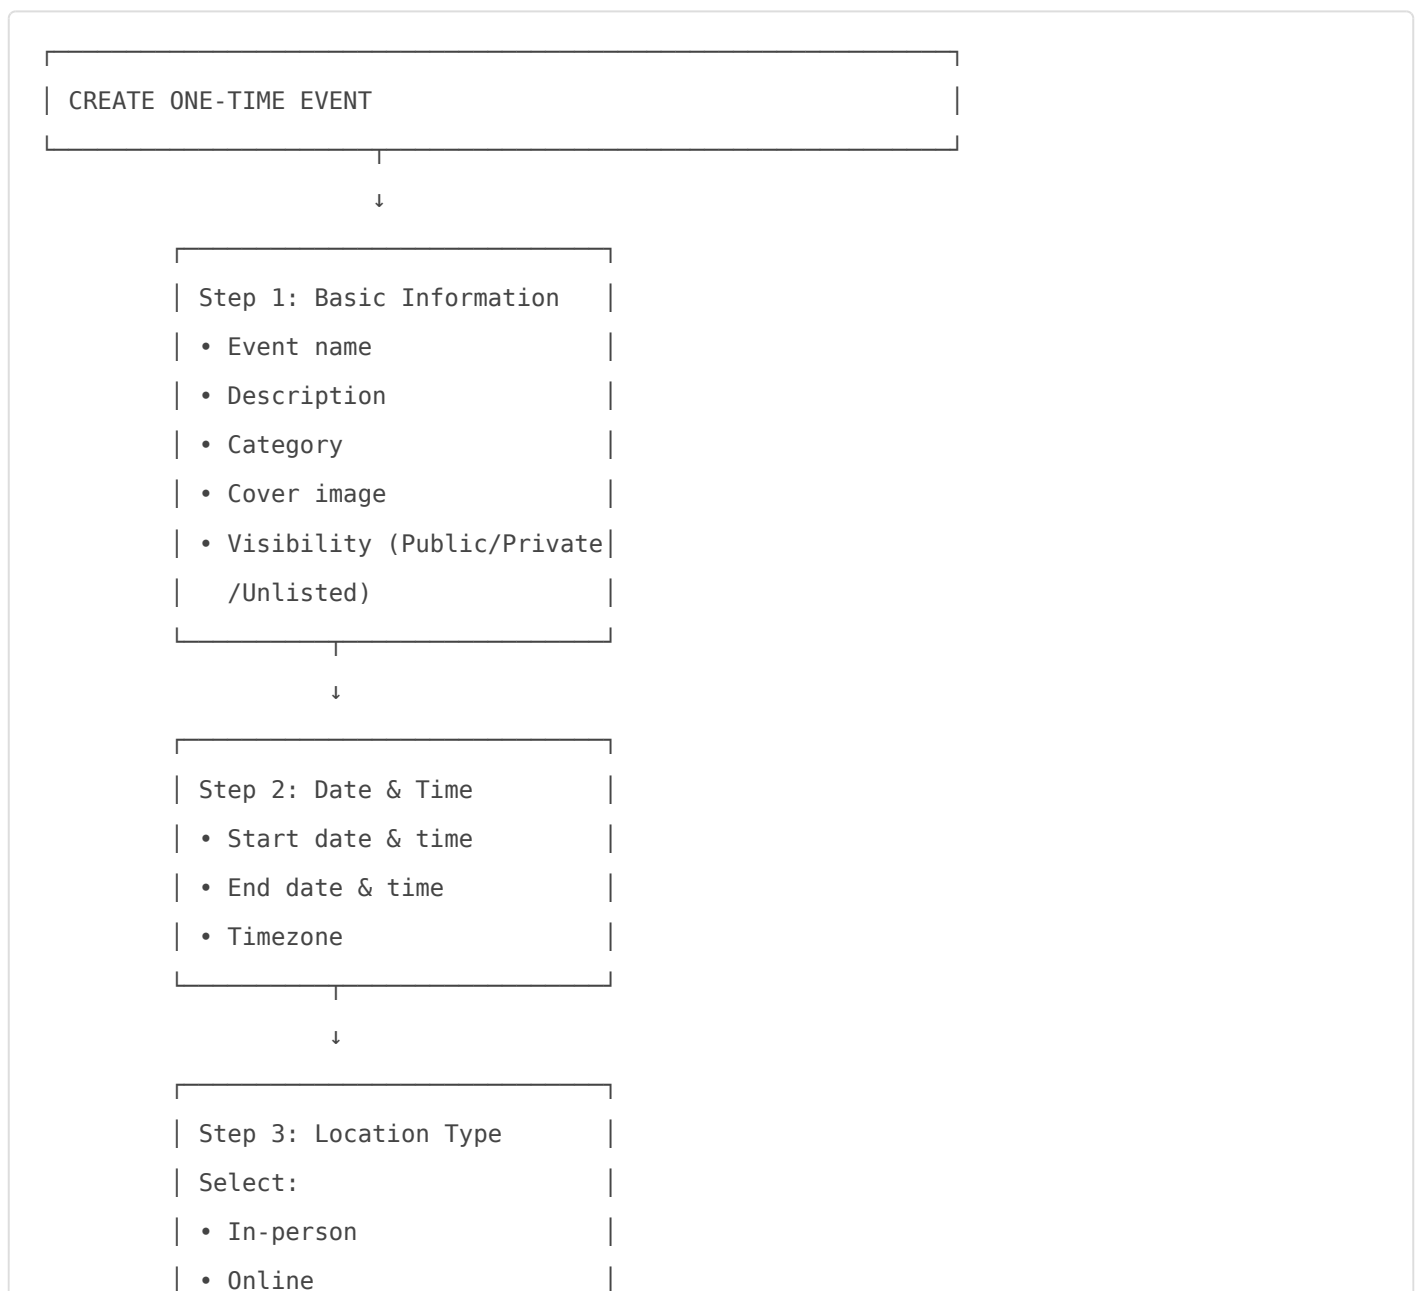 CREATE ONE-TIME EVENT
↓
Step 1: Basic Information
• Event name
• Description
• Category
• Cover image
• Visibility (Public/Private
/Unlisted)
↓
Step 2: Date & Time
• Start date & time
• End date & time
• Timezone
↓
Step 3: Location Type
Select:
• In-person
• Online